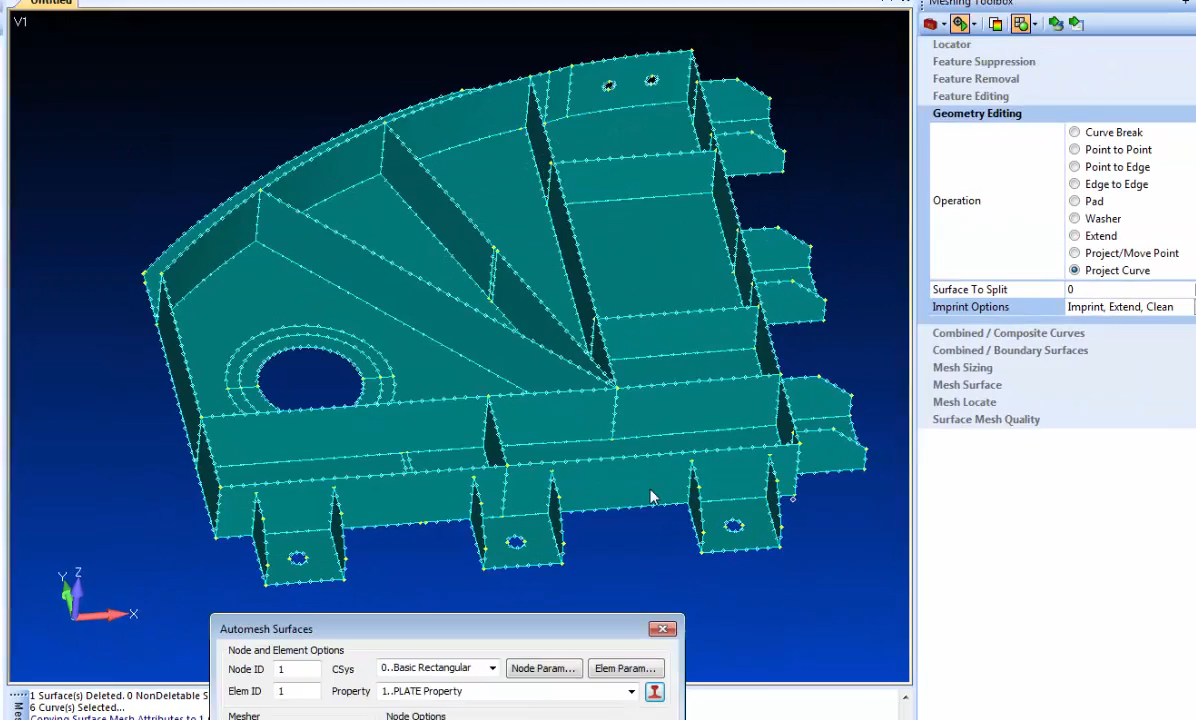 Untitled
Meshing Toolbox
V1
Locator
Feature Suppression
Feature Removal
Feature Editing
Geometry Editing
Operation
Curve Break
Point to Point
Point to Edge
Edge to Edge
Pad
Washer
Extend
Project/Move Point
Project Curve
Surface To Split 0
Imprint Options Imprint, Extend, Clean
Combined / Composite Curves
Combined / Boundary Surfaces
Mesh Sizing
Mesh Surface
Mesh Locate
Surface Mesh Quality
Y Z
X
Automesh Surfaces
Node and Element Options
Node ID 1 CSys 0..Basic Rectangular Node Param... Elem Param...
Elem ID 1 Property 1..PLATE Property
Mesher Node Options
1 Surface(s) Deleted. 0 NonDeletable S
6 Curve(s) Selected...
Copying Surface Mesh Attributes to 1
Me